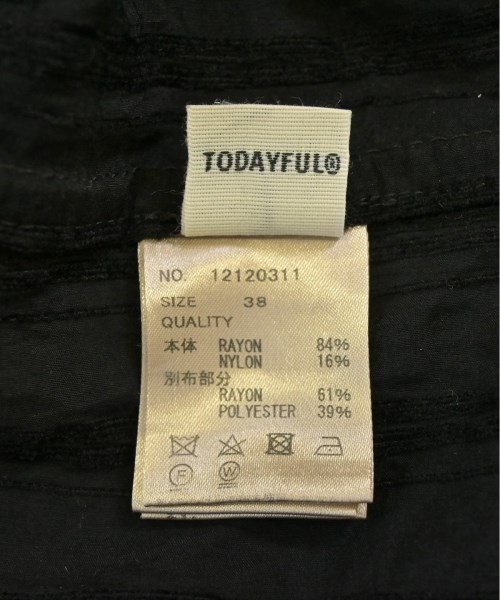 TODAYFUL®
NO. 12120311
SIZE 38
QUALITY
本体 RAYON 84%
NYLON 16%
別布部分
RAYON 61%
POLYESTER 39%
F W